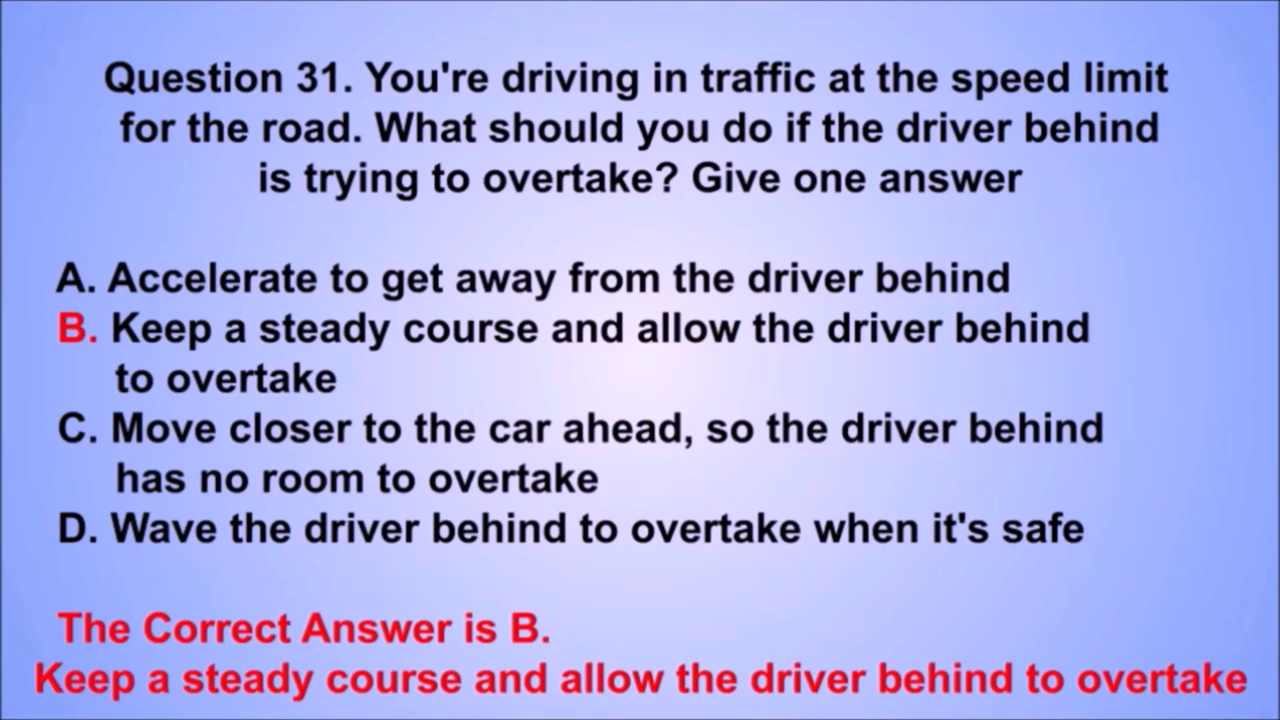 Question 31. You're driving in traffic at the speed limit
for the road. What should you do if the driver behind
is trying to overtake? Give one answer
A. Accelerate to get away from the driver behind
B. Keep a steady course and allow the driver behind
to overtake
C. Move closer to the car ahead, so the driver behind
has no room to overtake
D. Wave the driver behind to overtake when it's safe
The Correct Answer is B.
Keep a steady course and allow the driver behind to overtake